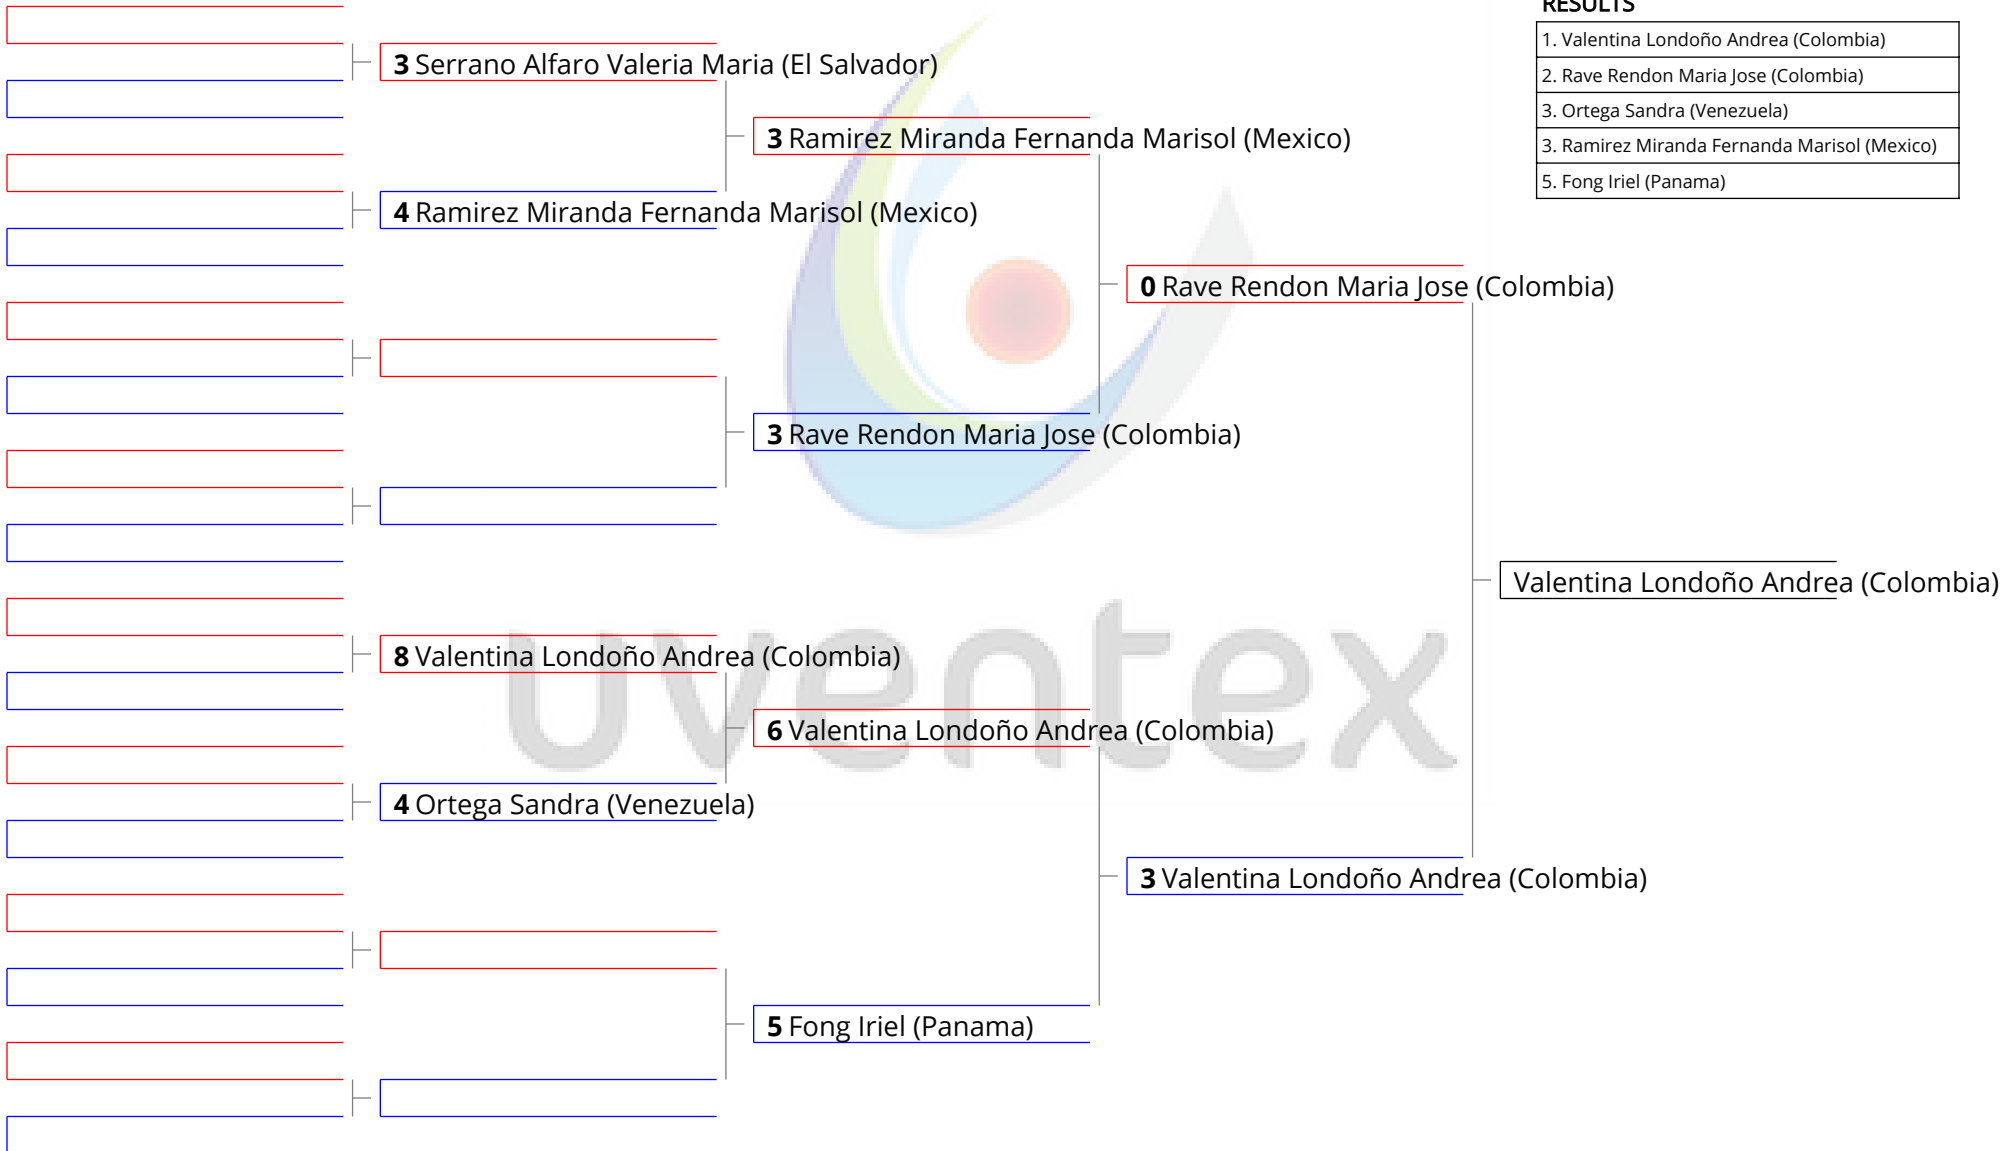 RESULTS
1. Valentina Londoño Andrea (Colombia)
2. Rave Rendon Maria Jose (Colombia)
3. Ortega Sandra (Venezuela)
3. Ramirez Miranda Fernanda Marisol (Mexico)
5. Fong Iriel (Panama)
3 Serrano Alfaro Valeria Maria (El Salvador)
3 Ramirez Miranda Fernanda Marisol (Mexico)
4 Ramirez Miranda Fernanda Marisol (Mexico)
0 Rave Rendon Maria Jose (Colombia)
3 Rave Rendon Maria Jose (Colombia)
Valentina Londoño Andrea (Colombia)
8 Valentina Londoño Andrea (Colombia)
6 Valentina Londoño Andrea (Colombia)
4 Ortega Sandra (Venezuela)
3 Valentina Londoño Andrea (Colombia)
5 Fong Iriel (Panama)
uventex